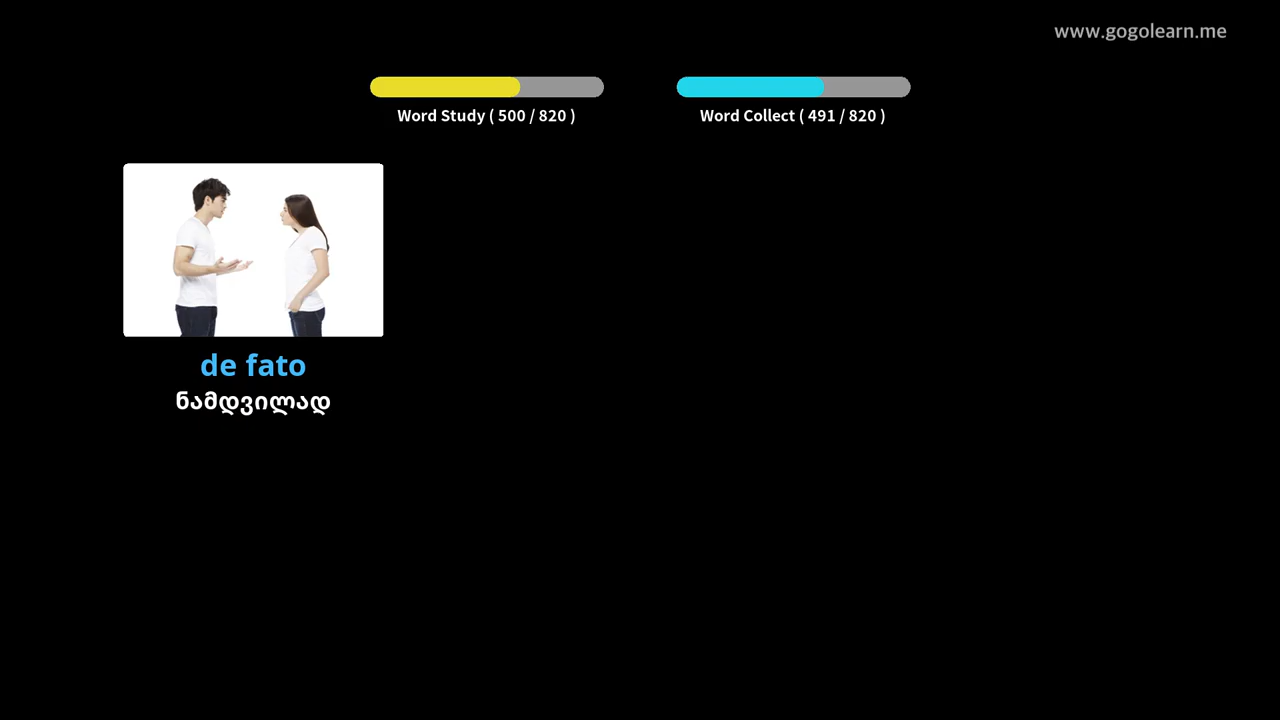 www.gogolearn.me
Word Study ( 500 / 820 )
Word Collect ( 491 / 820 )
de fato
ნამდვილად